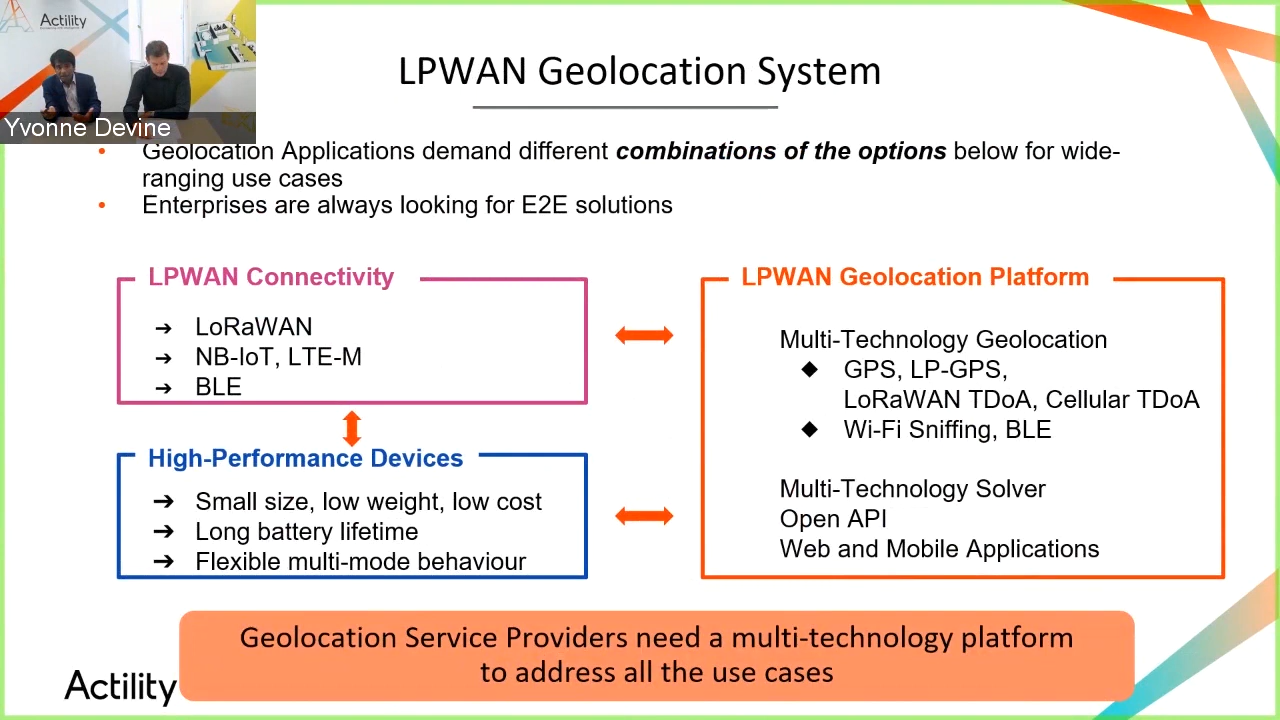 Actility
Yvonne Devine
LPWAN Geolocation System
• Geolocation Applications demand different combinations of the options below for wide-
ranging use cases
• Enterprises are always looking for E2E solutions
LPWAN Connectivity
➔ LoRaWAN
➔ NB-IoT, LTE-M
➔ BLE
High-Performance Devices
➔ Small size, low weight, low cost
➔ Long battery lifetime
➔ Flexible multi-mode behaviour
LPWAN Geolocation Platform
Multi-Technology Geolocation
◆ GPS, LP-GPS,
LoRaWAN TDoA, Cellular TDoA
◆ Wi-Fi Sniffing, BLE
Multi-Technology Solver
Open API
Web and Mobile Applications
Geolocation Service Providers need a multi-technology platform
to address all the use cases
Actility